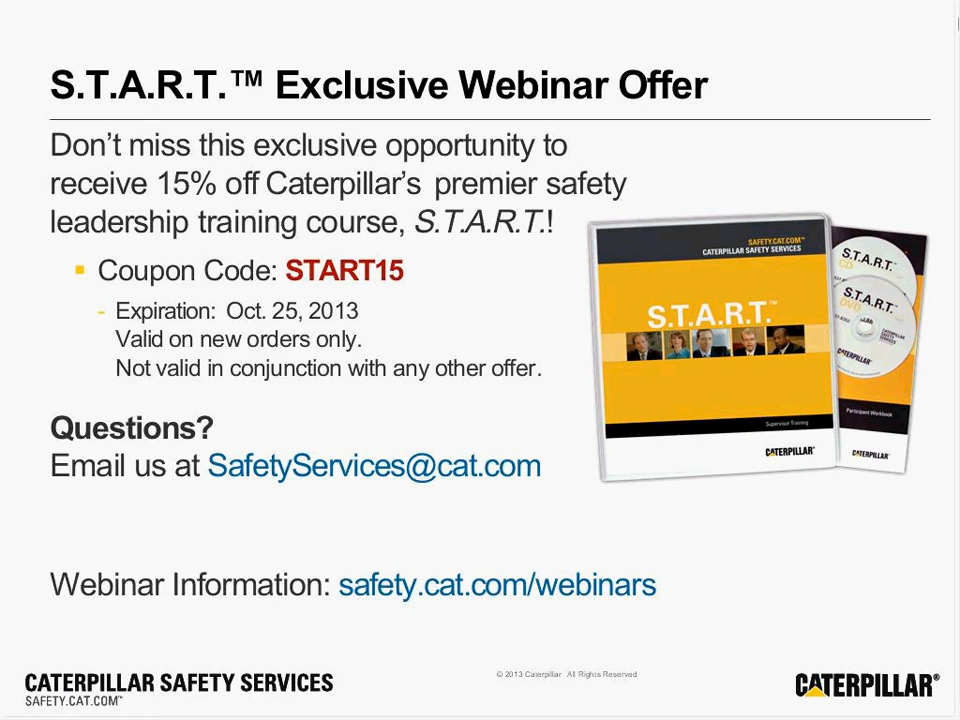 S.T.A.R.T.™ Exclusive Webinar Offer
Don't miss this exclusive opportunity to
receive 15% off Caterpillar's premier safety
leadership training course, S.T.A.R.T.!
Coupon Code: START15
- Expiration: Oct. 25, 2013
Valid on new orders only.
Not valid in conjunction with any other offer.
Questions?
Email us at SafetyServices@cat.com
Webinar Information: safety.cat.com/webinars
SAFETY.CAT.COM™
CATERPILLAR SAFETY SERVICES
S.T.A.R.T.™
Supervisor Training
CATERPILLAR®
S.T.A.R.T.™
CD
S.T.A.R.T.™
DVD
CATERPILLAR
SAFETY
SERVICES
CATERPILLAR®
Participant Workbook
CATERPILLAR®
CATERPILLAR SAFETY SERVICES
SAFETY.CAT.COM™
© 2013 Caterpillar All Rights Reserved
CATERPILLAR®